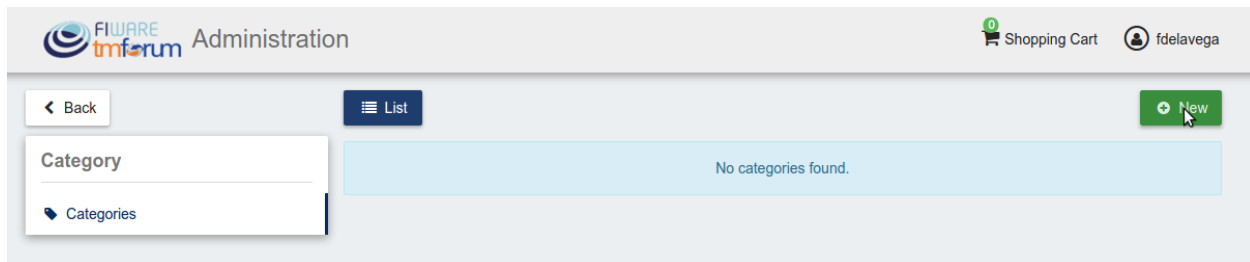 FIWARE
tmforum
Administration
0
Shopping Cart
fdelavega
Back
List
New
Category
No categories found.
Categories